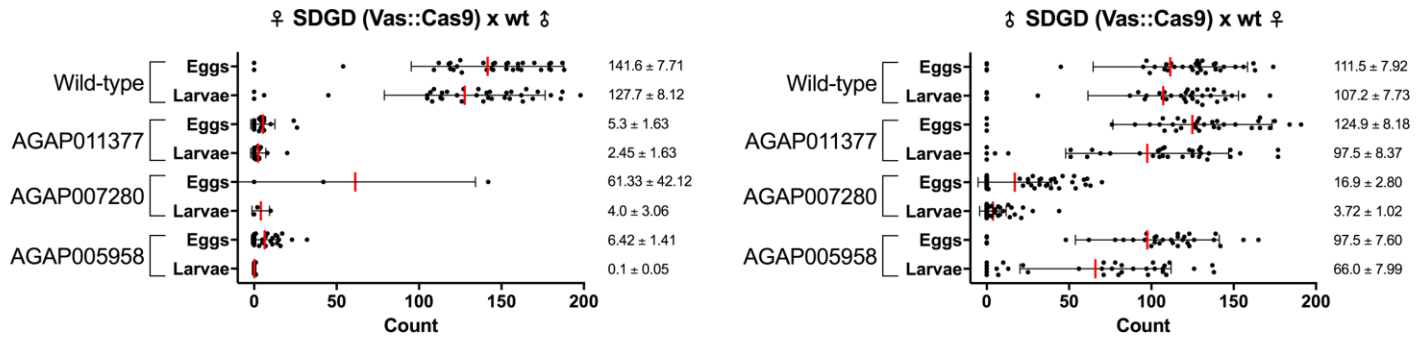 ♀ SDGD (Vas::Cas9) x wt ♂
Wild-type
Eggs
141.6 ± 7.71
Larvae
127.7 ± 8.12
AGAP011377
Eggs
5.3 ± 1.63
Larvae
2.45 ± 1.63
AGAP007280
Eggs
61.33 ± 42.12
Larvae
4.0 ± 3.06
AGAP005958
Eggs
6.42 ± 1.41
Larvae
0.1 ± 0.05
0 50 100 150 200
Count
♂ SDGD (Vas::Cas9) x wt ♀
Wild-type
Eggs
111.5 ± 7.92
Larvae
107.2 ± 7.73
AGAP011377
Eggs
124.9 ± 8.18
Larvae
97.5 ± 8.37
AGAP007280
Eggs
16.9 ± 2.80
Larvae
3.72 ± 1.02
AGAP005958
Eggs
97.5 ± 7.60
Larvae
66.0 ± 7.99
0 50 100 150 200
Count